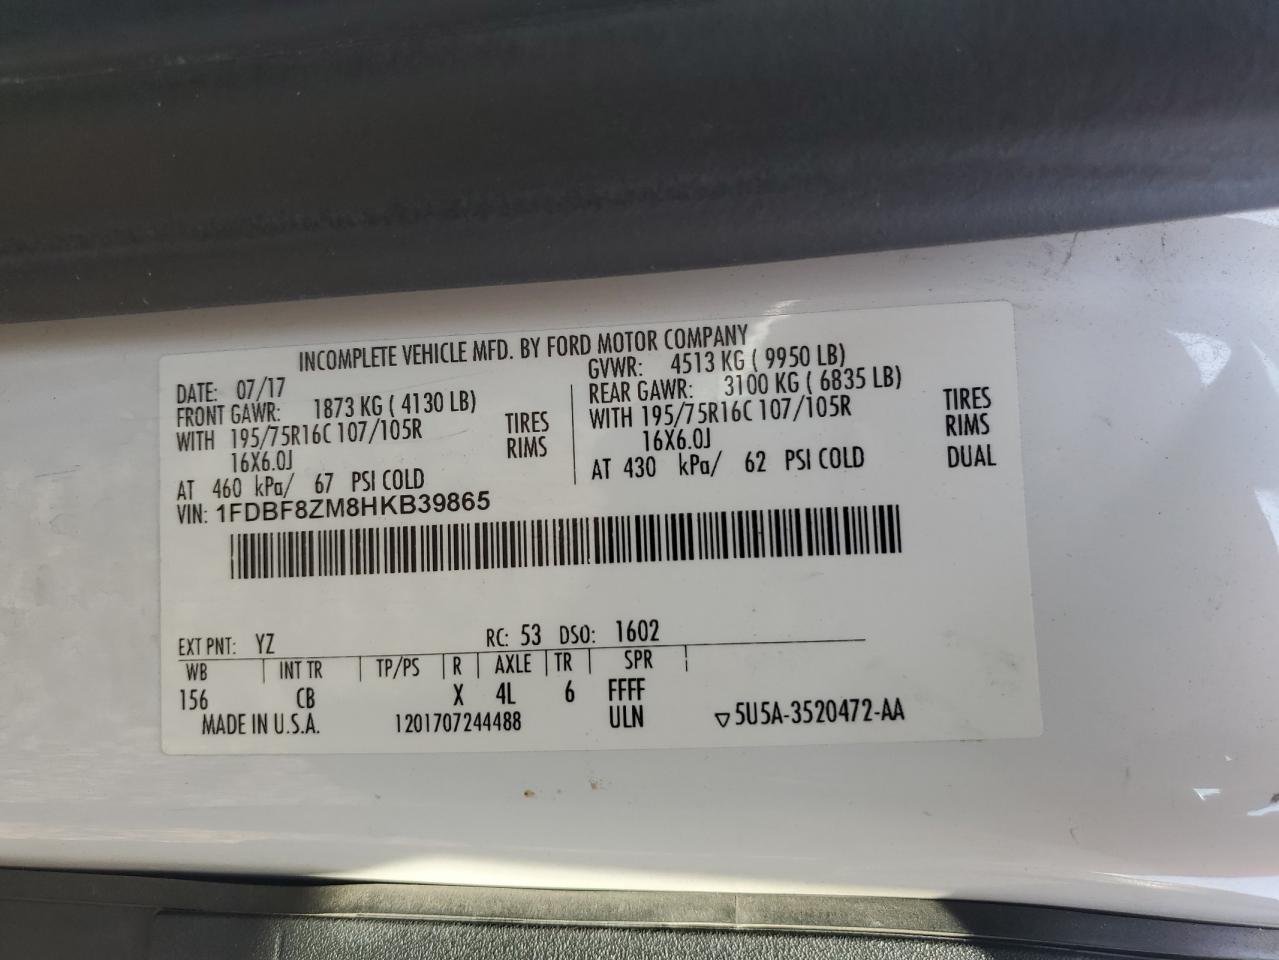 INCOMPLETE VEHICLE MFD. BY FORD MOTOR COMPANY
DATE: 07/17
GVWR: 4513 KG ( 9950 LB)
FRONT GAWR: 1873 KG ( 4130 LB)
REAR GAWR: 3100 KG ( 6835 LB)
WITH 195/75R16C 107/105R TIRES
WITH 195/75R16C 107/105R TIRES
16X6.0J RIMS
16X6.0J RIMS
AT 460 kPa/ 67 PSI COLD
AT 430 kPa/ 62 PSI COLD DUAL
VIN: 1FDBF8ZM8HKB39865
EXT PNT: YZ RC: 53 DSO: 1602
WB INT TR TP/PS R AXLE TR SPR
156 CB X 4L 6 FFFF
MADE IN U.S.A. 1201707244488 ULN ▽5U5A-3520472-AA